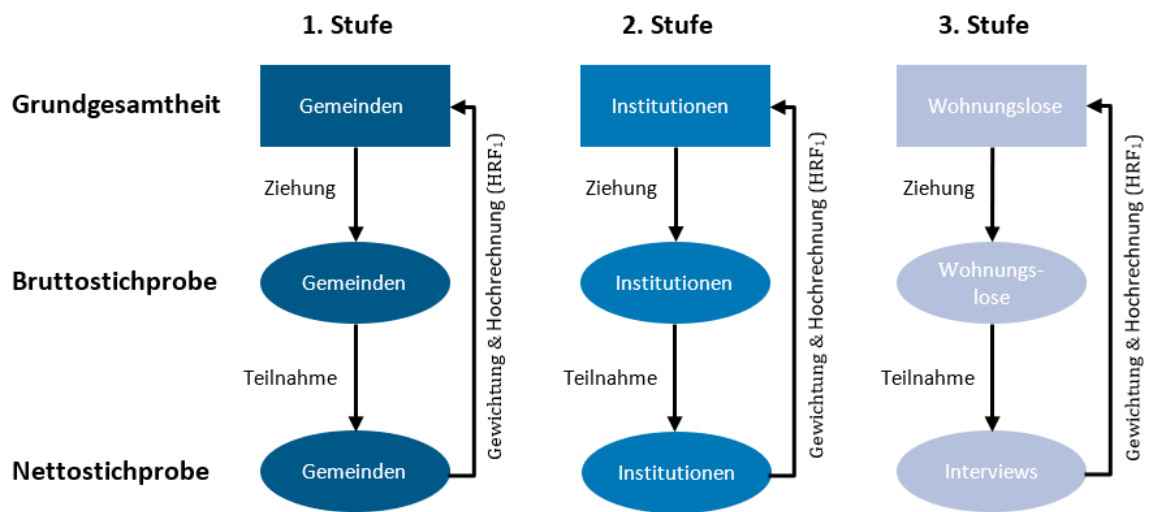 1. Stufe
2. Stufe
3. Stufe
Grundgesamtheit
Gemeinden
Institutionen
Wohnungslose
Ziehung
Ziehung
Ziehung
Bruttostichprobe
Gemeinden
Institutionen
Wohnungs-
lose
Teilnahme
Teilnahme
Teilnahme
Nettostichprobe
Gemeinden
Institutionen
Interviews
Gewichtung & Hochrechnung (HRF₁)
Gewichtung & Hochrechnung (HRF₁)
Gewichtung & Hochrechnung (HRF₁)